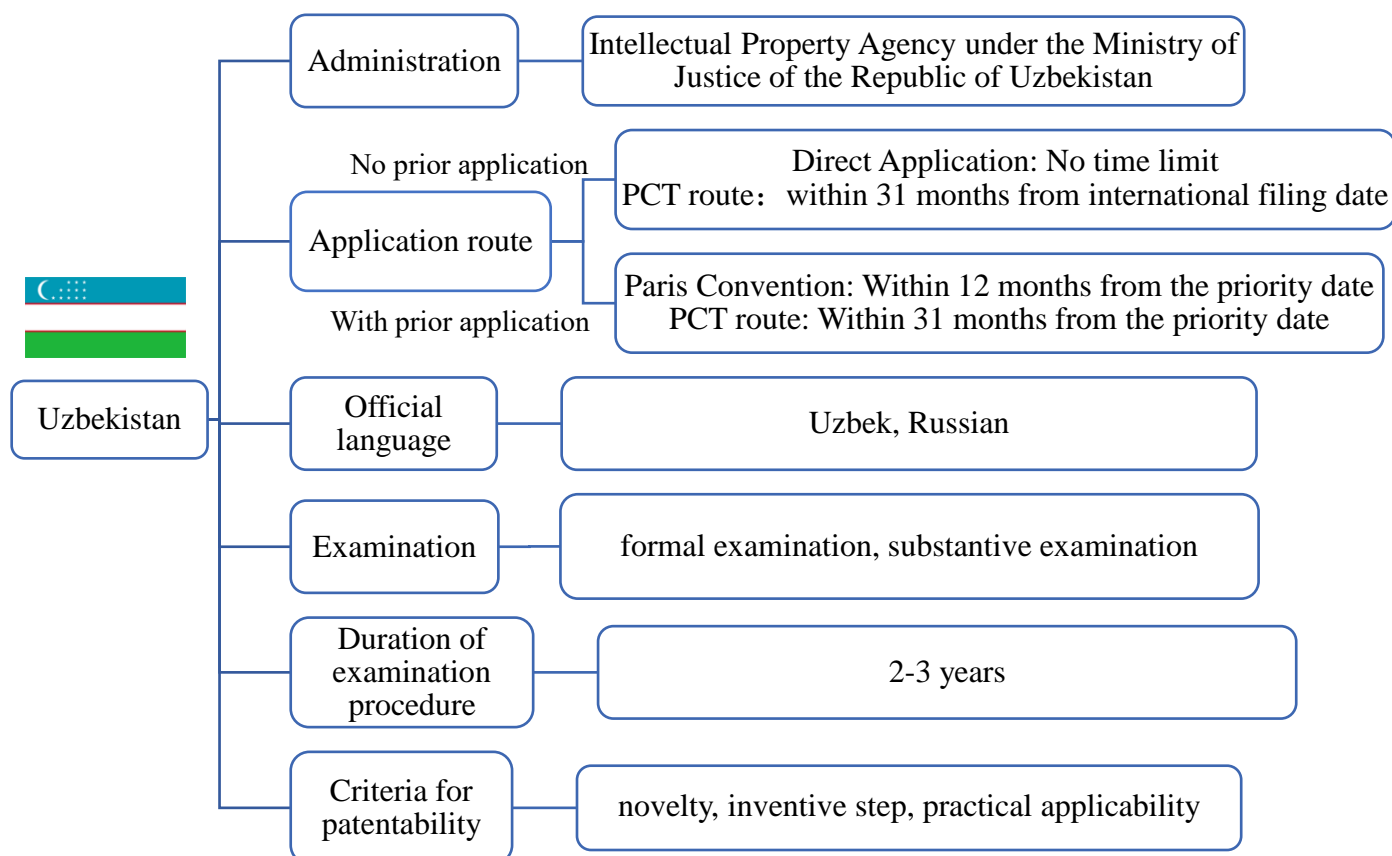 Administration
Intellectual Property Agency under the Ministry of
Justice of the Republic of Uzbekistan
No prior application
Direct Application: No time limit
PCT route： within 31 months from international filing date
Application route
Paris Convention: Within 12 months from the priority date
PCT route: Within 31 months from the priority date
With prior application
Uzbekistan
Official
language
Uzbek, Russian
Examination
formal examination, substantive examination
Duration of
examination
procedure
2-3 years
Criteria for
patentability
novelty, inventive step, practical applicability